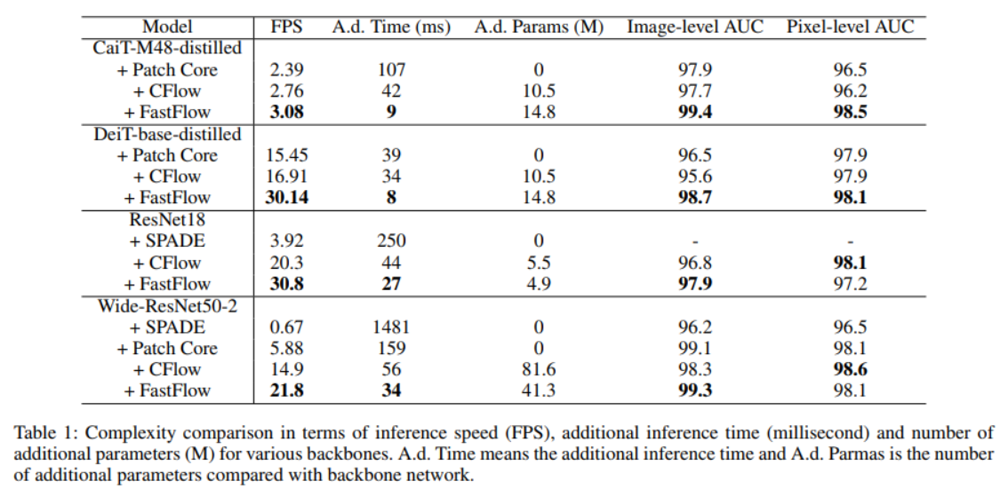 Model FPS A.d. Time (ms) A.d. Params (M) Image-level AUC Pixel-level AUC
CaiT-M48-distilled
+ Patch Core 2.39 107 0 97.9 96.5
+ CFlow 2.76 42 10.5 97.7 96.2
+ FastFlow 3.08 9 14.8 99.4 98.5
DeiT-base-distilled
+ Patch Core 15.45 39 0 96.5 97.9
+ CFlow 16.91 34 10.5 95.6 97.9
+ FastFlow 30.14 8 14.8 98.7 98.1
ResNet18
+ SPADE 3.92 250 0 - -
+ CFlow 20.3 44 5.5 96.8 98.1
+ FastFlow 30.8 27 4.9 97.9 97.2
Wide-ResNet50-2
+ SPADE 0.67 1481 0 96.2 96.5
+ Patch Core 5.88 159 0 99.1 98.1
+ CFlow 14.9 56 81.6 98.3 98.6
+ FastFlow 21.8 34 41.3 99.3 98.1
Table 1: Complexity comparison in terms of inference speed (FPS), additional inference time (millisecond) and number of
additional parameters (M) for various backbones. A.d. Time means the additional inference time and A.d. Parmas is the number
of additional parameters compared with backbone network.